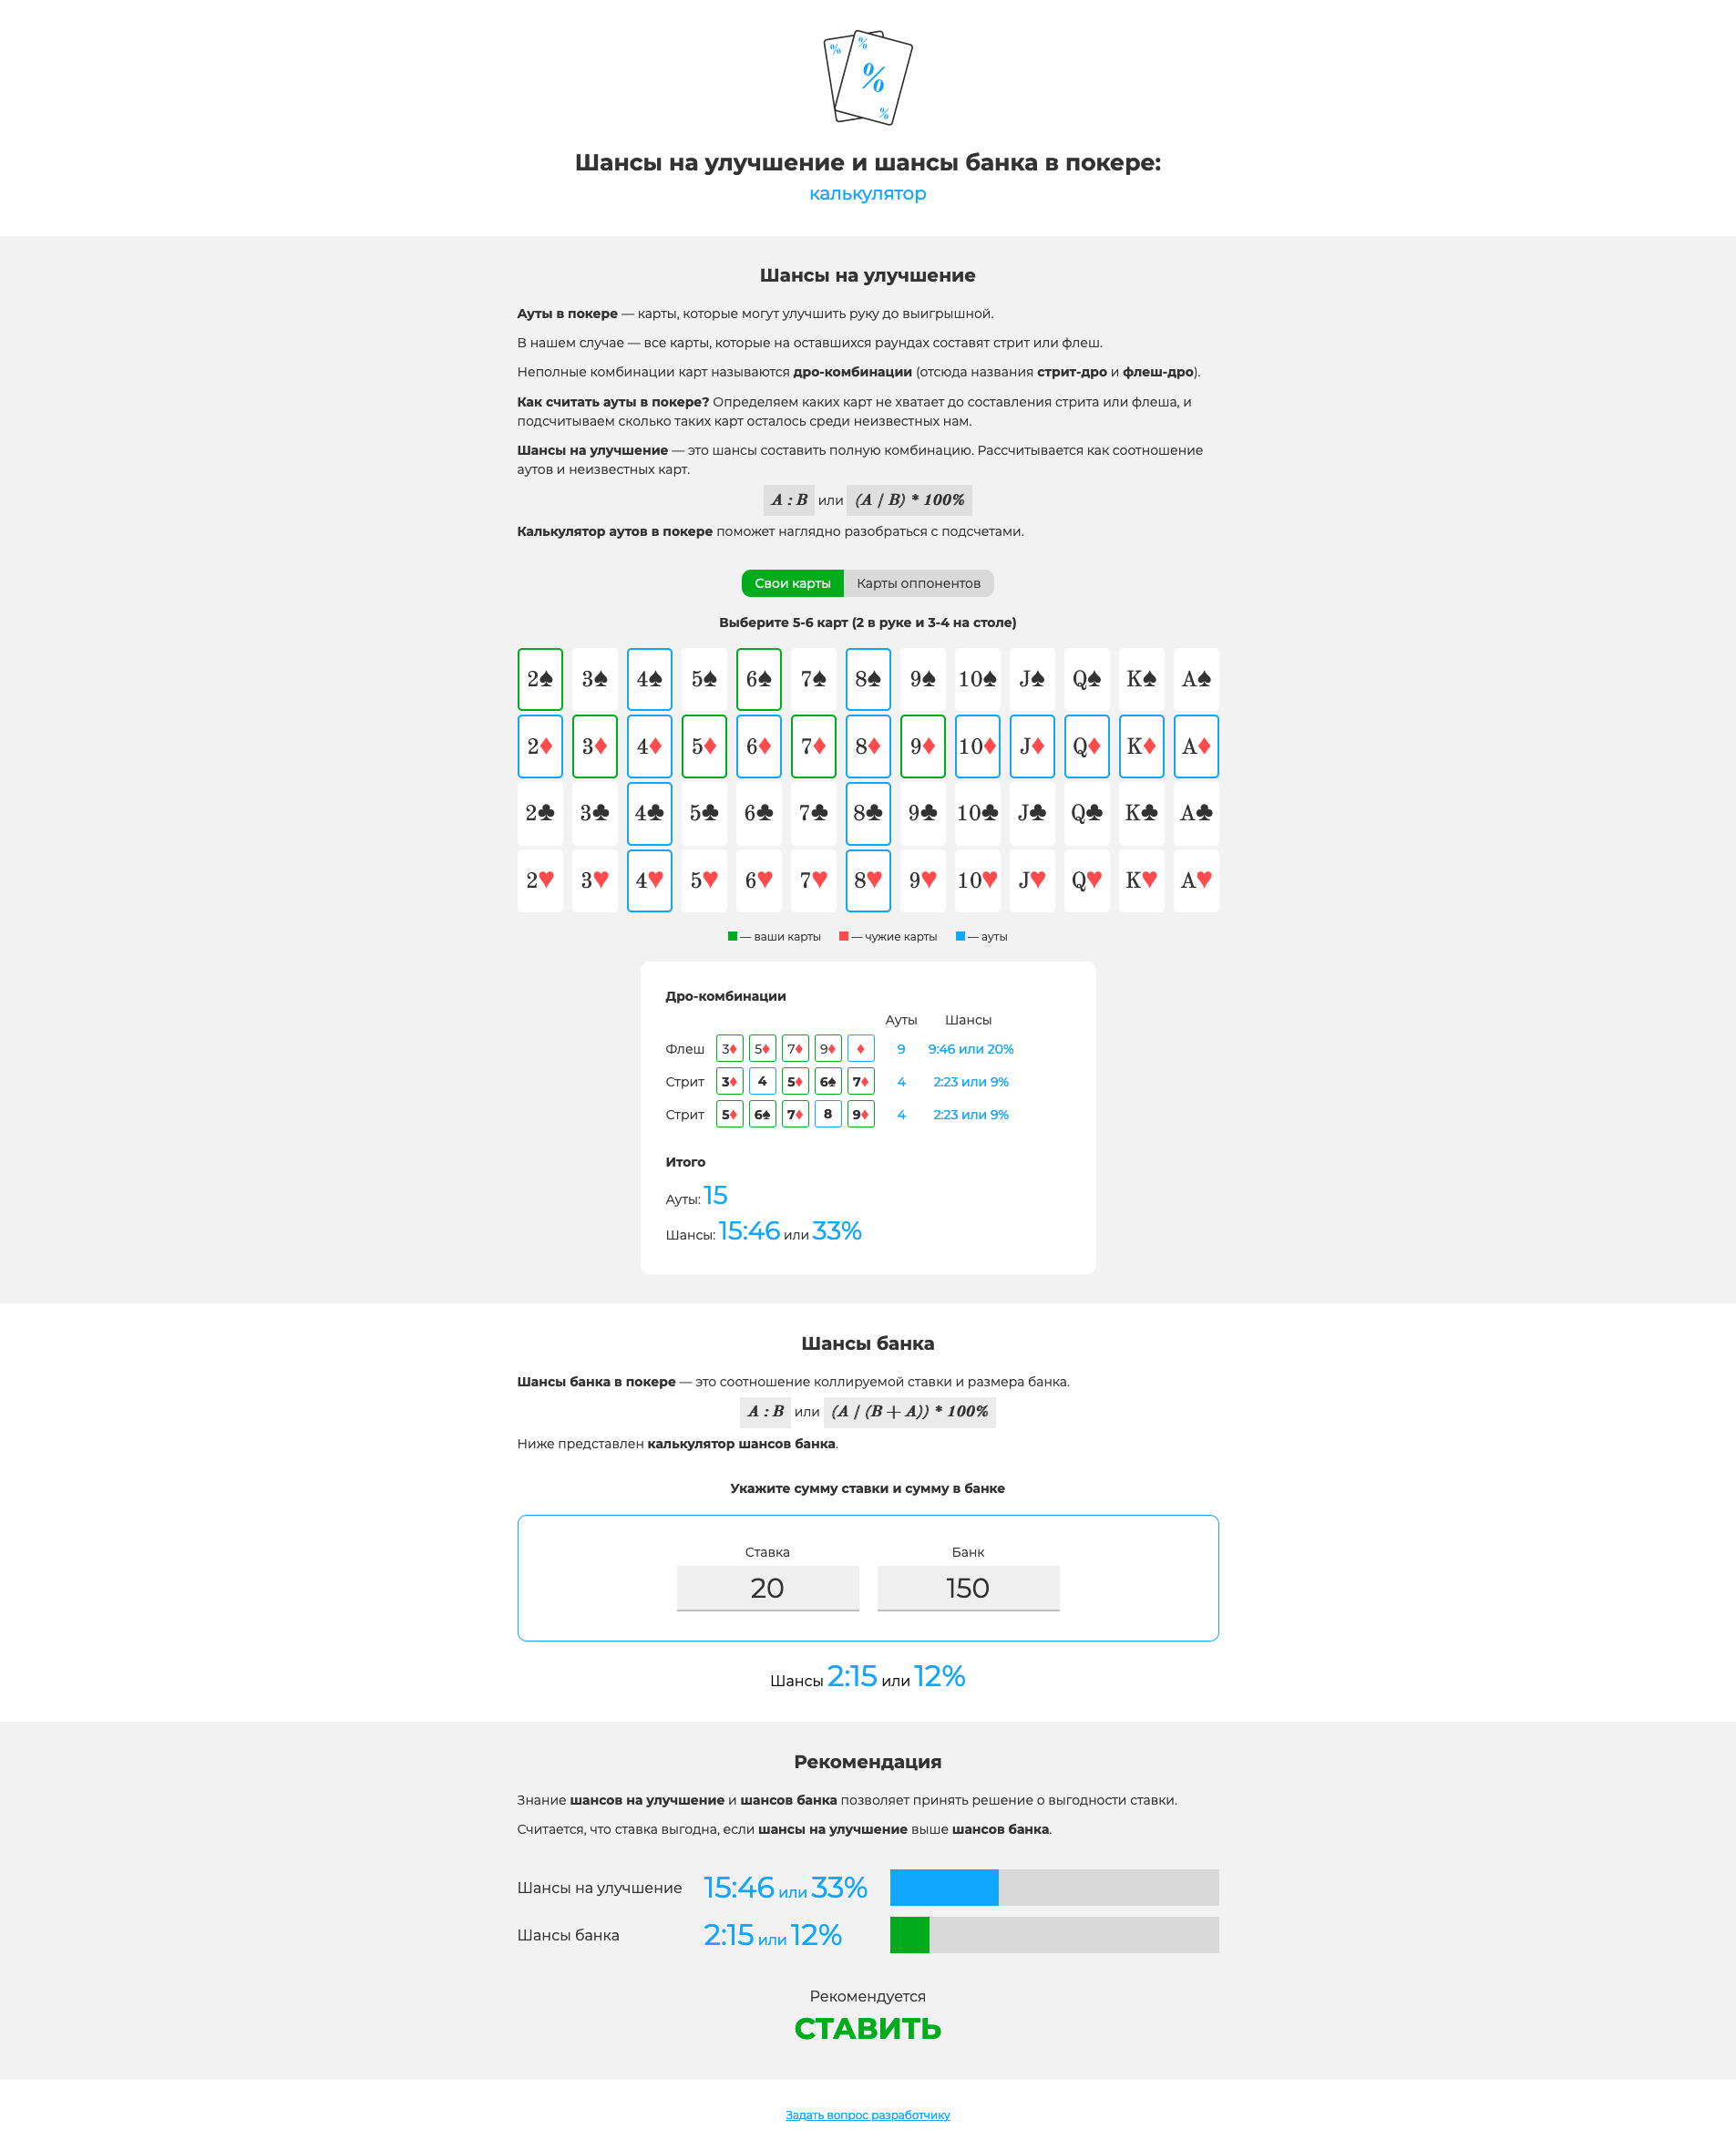 %
%
%
%
Шансы на улучшение и шансы банка в покере:
калькулятор
Шансы на улучшение
Ауты в покере — карты, которые могут улучшить руку до выигрышной.
В нашем случае — все карты, которые на оставшихся раундах составят стрит или флеш.
Неполные комбинации карт называются дро-комбинации (отсюда названия стрит-дро и флеш-дро).
Как считать ауты в покере? Определяем каких карт не хватает до составления стрита или флеша, и
подсчитываем сколько таких карт осталось среди неизвестных нам.
Шансы на улучшение — это шансы составить полную комбинацию. Рассчитывается как соотношение
аутов и неизвестных карт.
A : B или (A / B) * 100%
Калькулятор аутов в покере поможет наглядно разобраться с подсчетами.
Свои карты Карты оппонентов
Выберите 5-6 карт (2 в руке и 3-4 на столе)
2♠ 3♠ 4♠ 5♠ 6♠ 7♠ 8♠ 9♠ 10♠ J♠ Q♠ K♠ A♠
2♦ 3♦ 4♦ 5♦ 6♦ 7♦ 8♦ 9♦ 10♦ J♦ Q♦ K♦ A♦
2♣ 3♣ 4♣ 5♣ 6♣ 7♣ 8♣ 9♣ 10♣ J♣ Q♣ K♣ A♣
2♥ 3♥ 4♥ 5♥ 6♥ 7♥ 8♥ 9♥ 10♥ J♥ Q♥ K♥ A♥
— ваши карты — чужие карты — ауты
Дро-комбинации
Ауты Шансы
Флеш 3♦ 5♦ 7♦ 9♦ ♦ 9 9:46 или 20%
Стрит 3♦ 4 5♦ 6♠ 7♦ 4 2:23 или 9%
Стрит 5♦ 6♠ 7♦ 8 9♦ 4 2:23 или 9%
Итого
Ауты: 15
Шансы: 15:46 или 33%
Шансы банка
Шансы банка в покере — это соотношение коллируемой ставки и размера банка.
A : B или (A / (B + A)) * 100%
Ниже представлен калькулятор шансов банка.
Укажите сумму ставки и сумму в банке
Ставка Банк
20 150
Шансы 2:15 или 12%
Рекомендация
Знание шансов на улучшение и шансов банка позволяет принять решение о выгодности ставки.
Считается, что ставка выгодна, если шансы на улучшение выше шансов банка.
Шансы на улучшение 15:46 или 33%
Шансы банка 2:15 или 12%
Рекомендуется
СТАВИТЬ
Задать вопрос разработчику